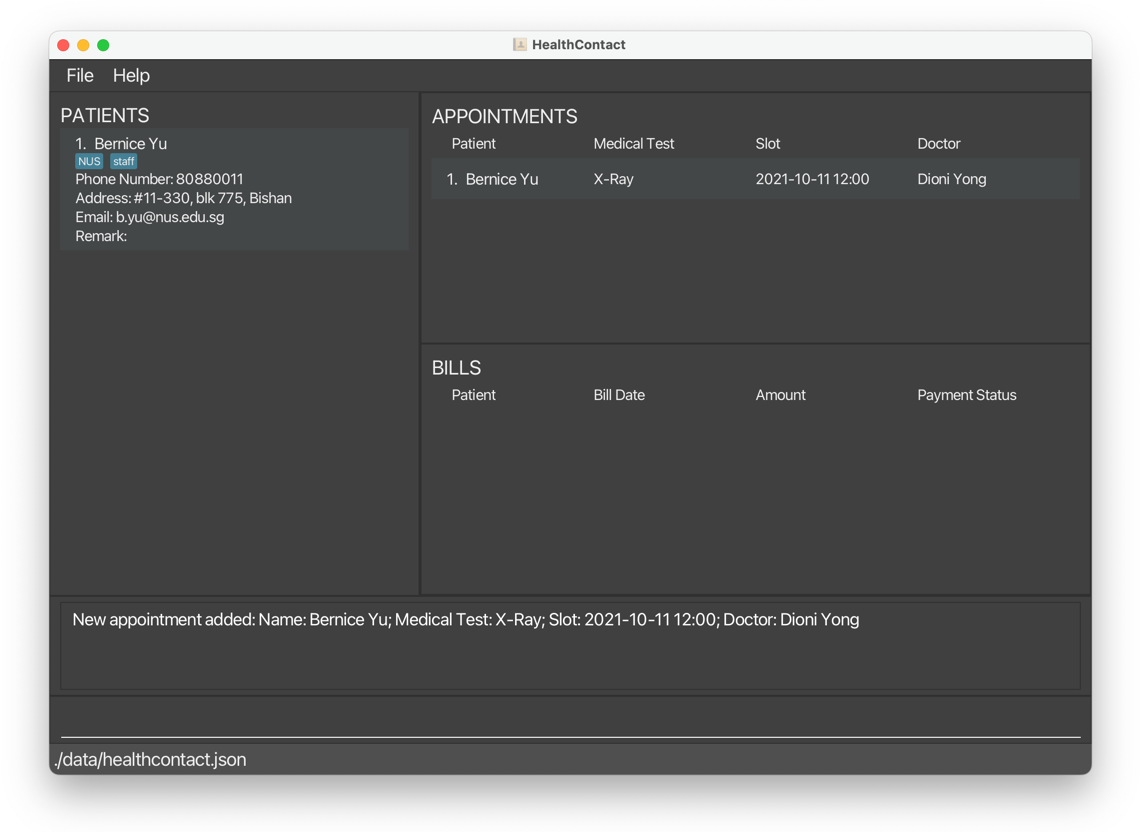 HealthContact
File Help
PATIENTS
1. Bernice Yu
NUS staff
Phone Number: 80880011
Address: #11-330, blk 775, Bishan
Email: b.yu@nus.edu.sg
Remark:
APPOINTMENTS
Patient Medical Test Slot Doctor
1. Bernice Yu X-Ray 2021-10-11 12:00 Dioni Yong
BILLS
Patient Bill Date Amount Payment Status
New appointment added: Name: Bernice Yu; Medical Test: X-Ray; Slot: 2021-10-11 12:00; Doctor: Dioni Yong
./data/healthcontact.json